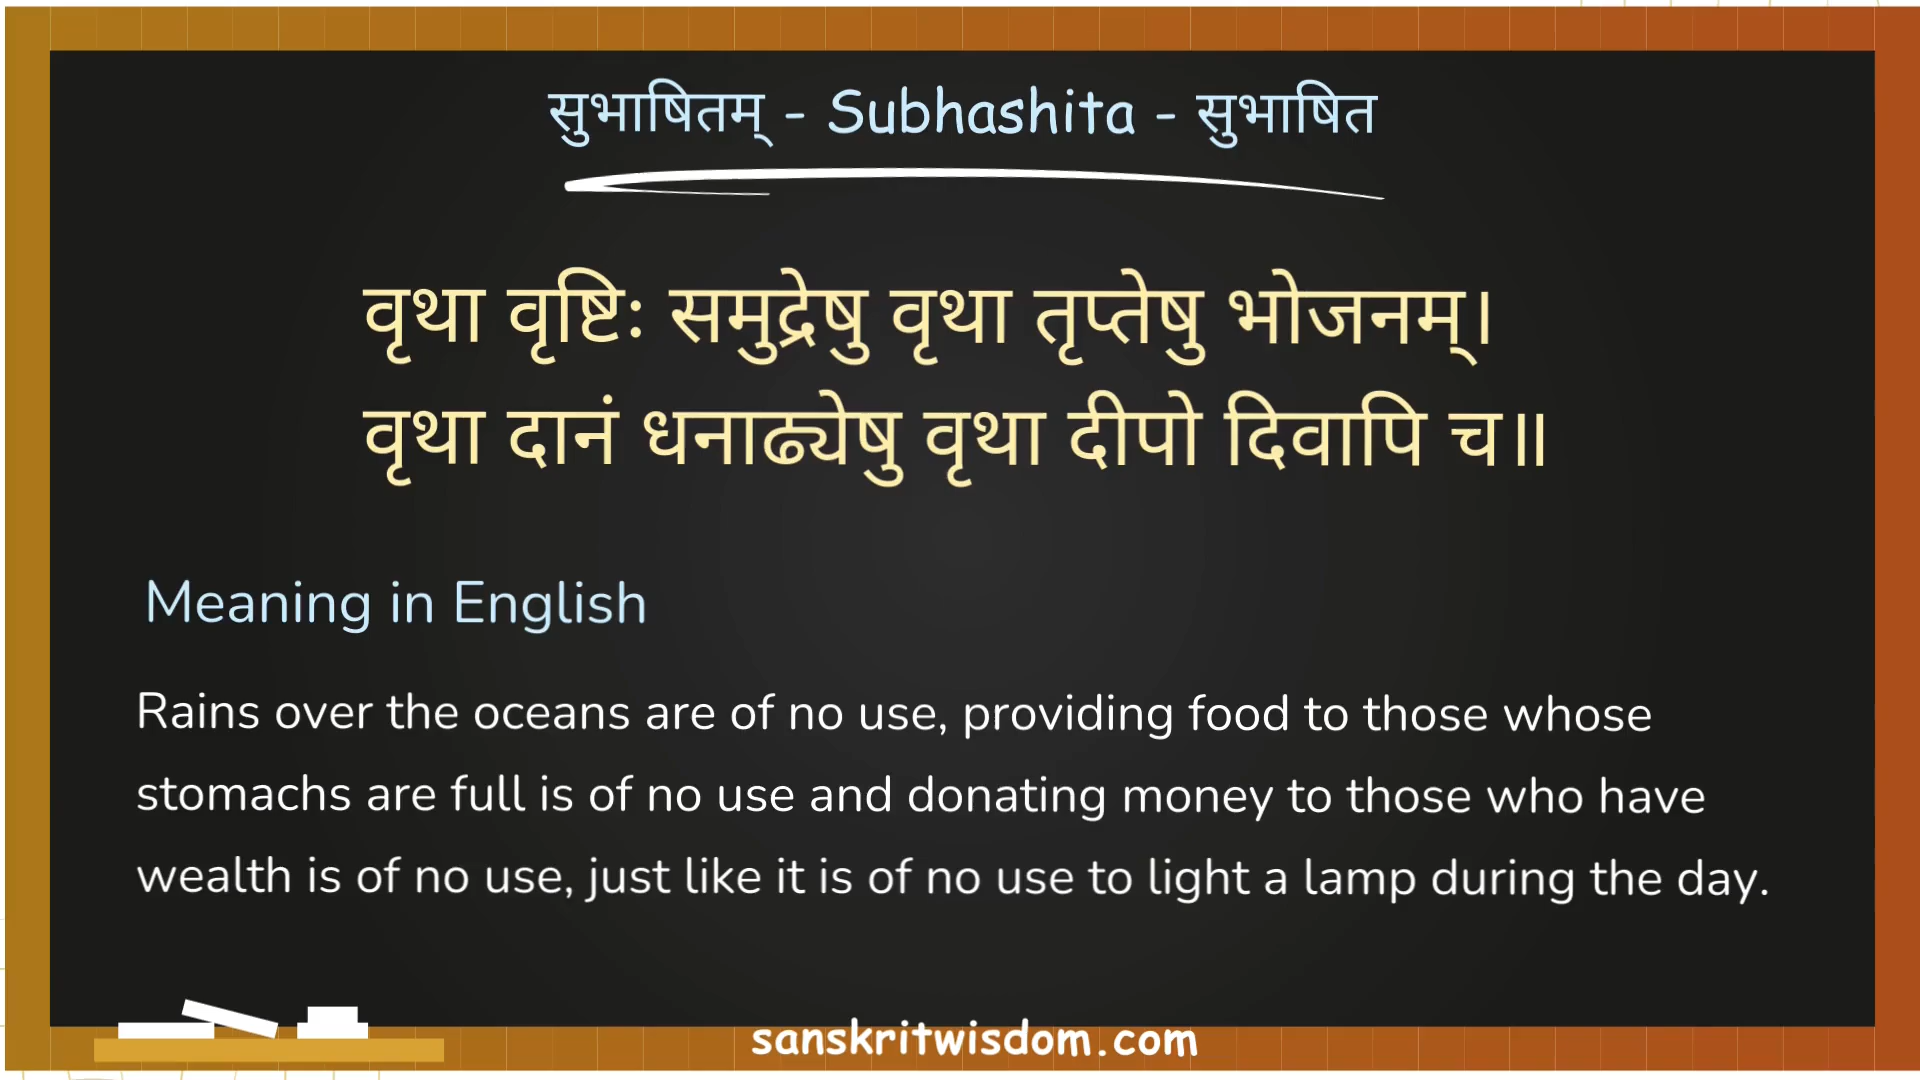 सुभाषितम् - Subhashita - सुभाषित
वृथा वृष्टिः समुद्रेषु वृथा तृप्तेषु भोजनम्।
वृथा दानं धनाढ्येषु वृथा दीपो दिवापि च॥
Meaning in English
Rains over the oceans are of no use, providing food to those whose
stomachs are full is of no use and donating money to those who have
wealth is of no use, just like it is of no use to light a lamp during the day.
sanskritwisdom.com